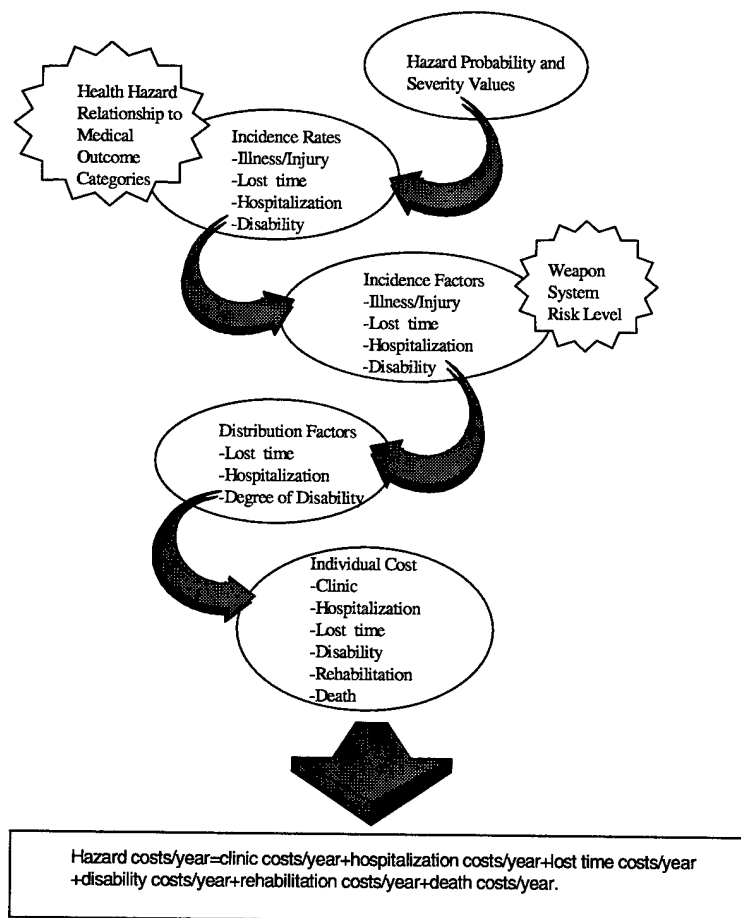 Hazard Probability and
Severity Values
Health Hazard
Relationship to
Medical
Outcome
Categories
Incidence Rates
-Illness/Injury
-Lost time
-Hospitalization
-Disability
Incidence Factors
-Illness/Injury
-Lost time
-Hospitalization
-Disability
Weapon
System
Risk Level
Distribution Factors
-Lost time
-Hospitalization
-Degree of Disability
Individual Cost
-Clinic
-Hospitalization
-Lost time
-Disability
-Rehabilitation
-Death
Hazard costs/year=clinic costs/year+hospitalization costs/year+lost time costs/year
+disability costs/year+rehabilitation costs/year+death costs/year.